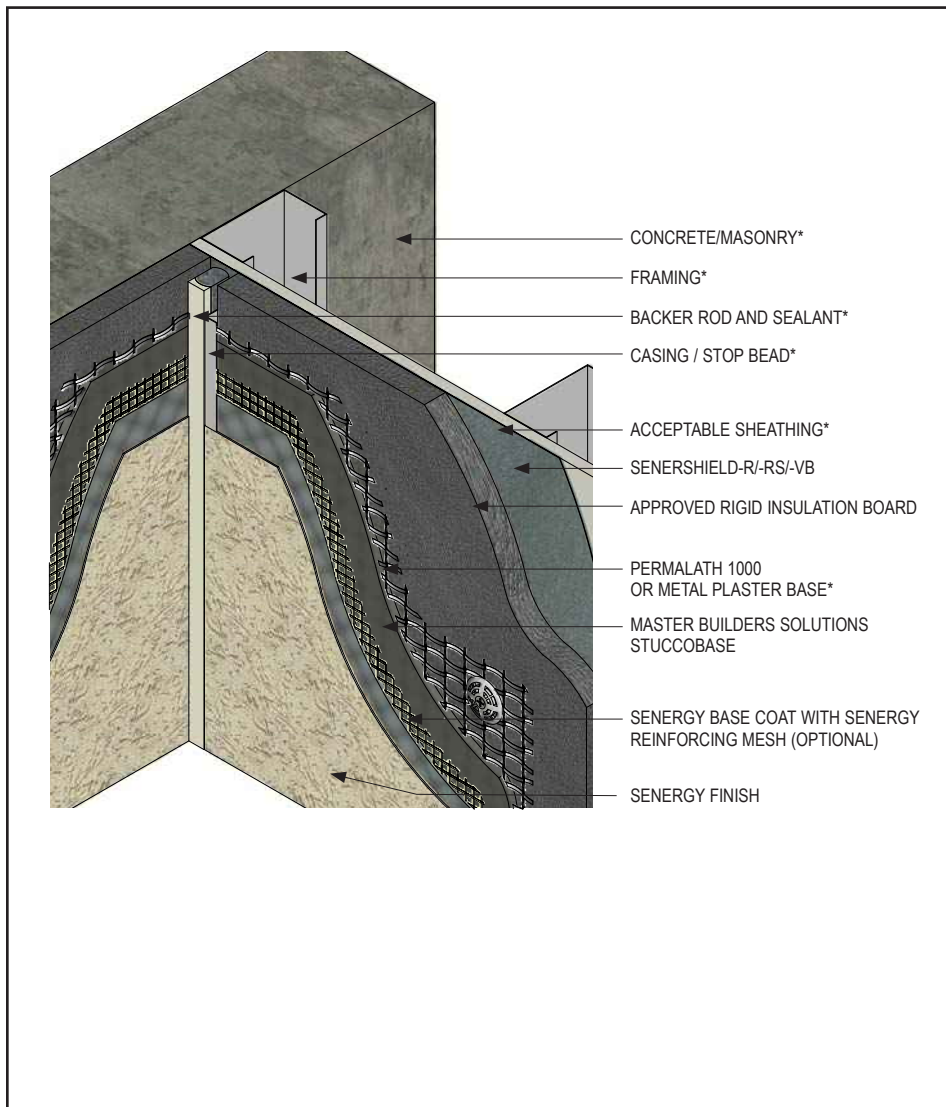 CONCRETE/MASONRY*
FRAMING*
BACKER ROD AND SEALANT*
CASING / STOP BEAD*
ACCEPTABLE SHEATHING*
SENERSHIELD-R/-RS/-VB
APPROVED RIGID INSULATION BOARD
PERMALATH 1000
OR METAL PLASTER BASE*
MASTER BUILDERS SOLUTIONS
STUCCOBASE
SENERGY BASE COAT WITH SENERGY
REINFORCING MESH (OPTIONAL)
SENERGY FINISH